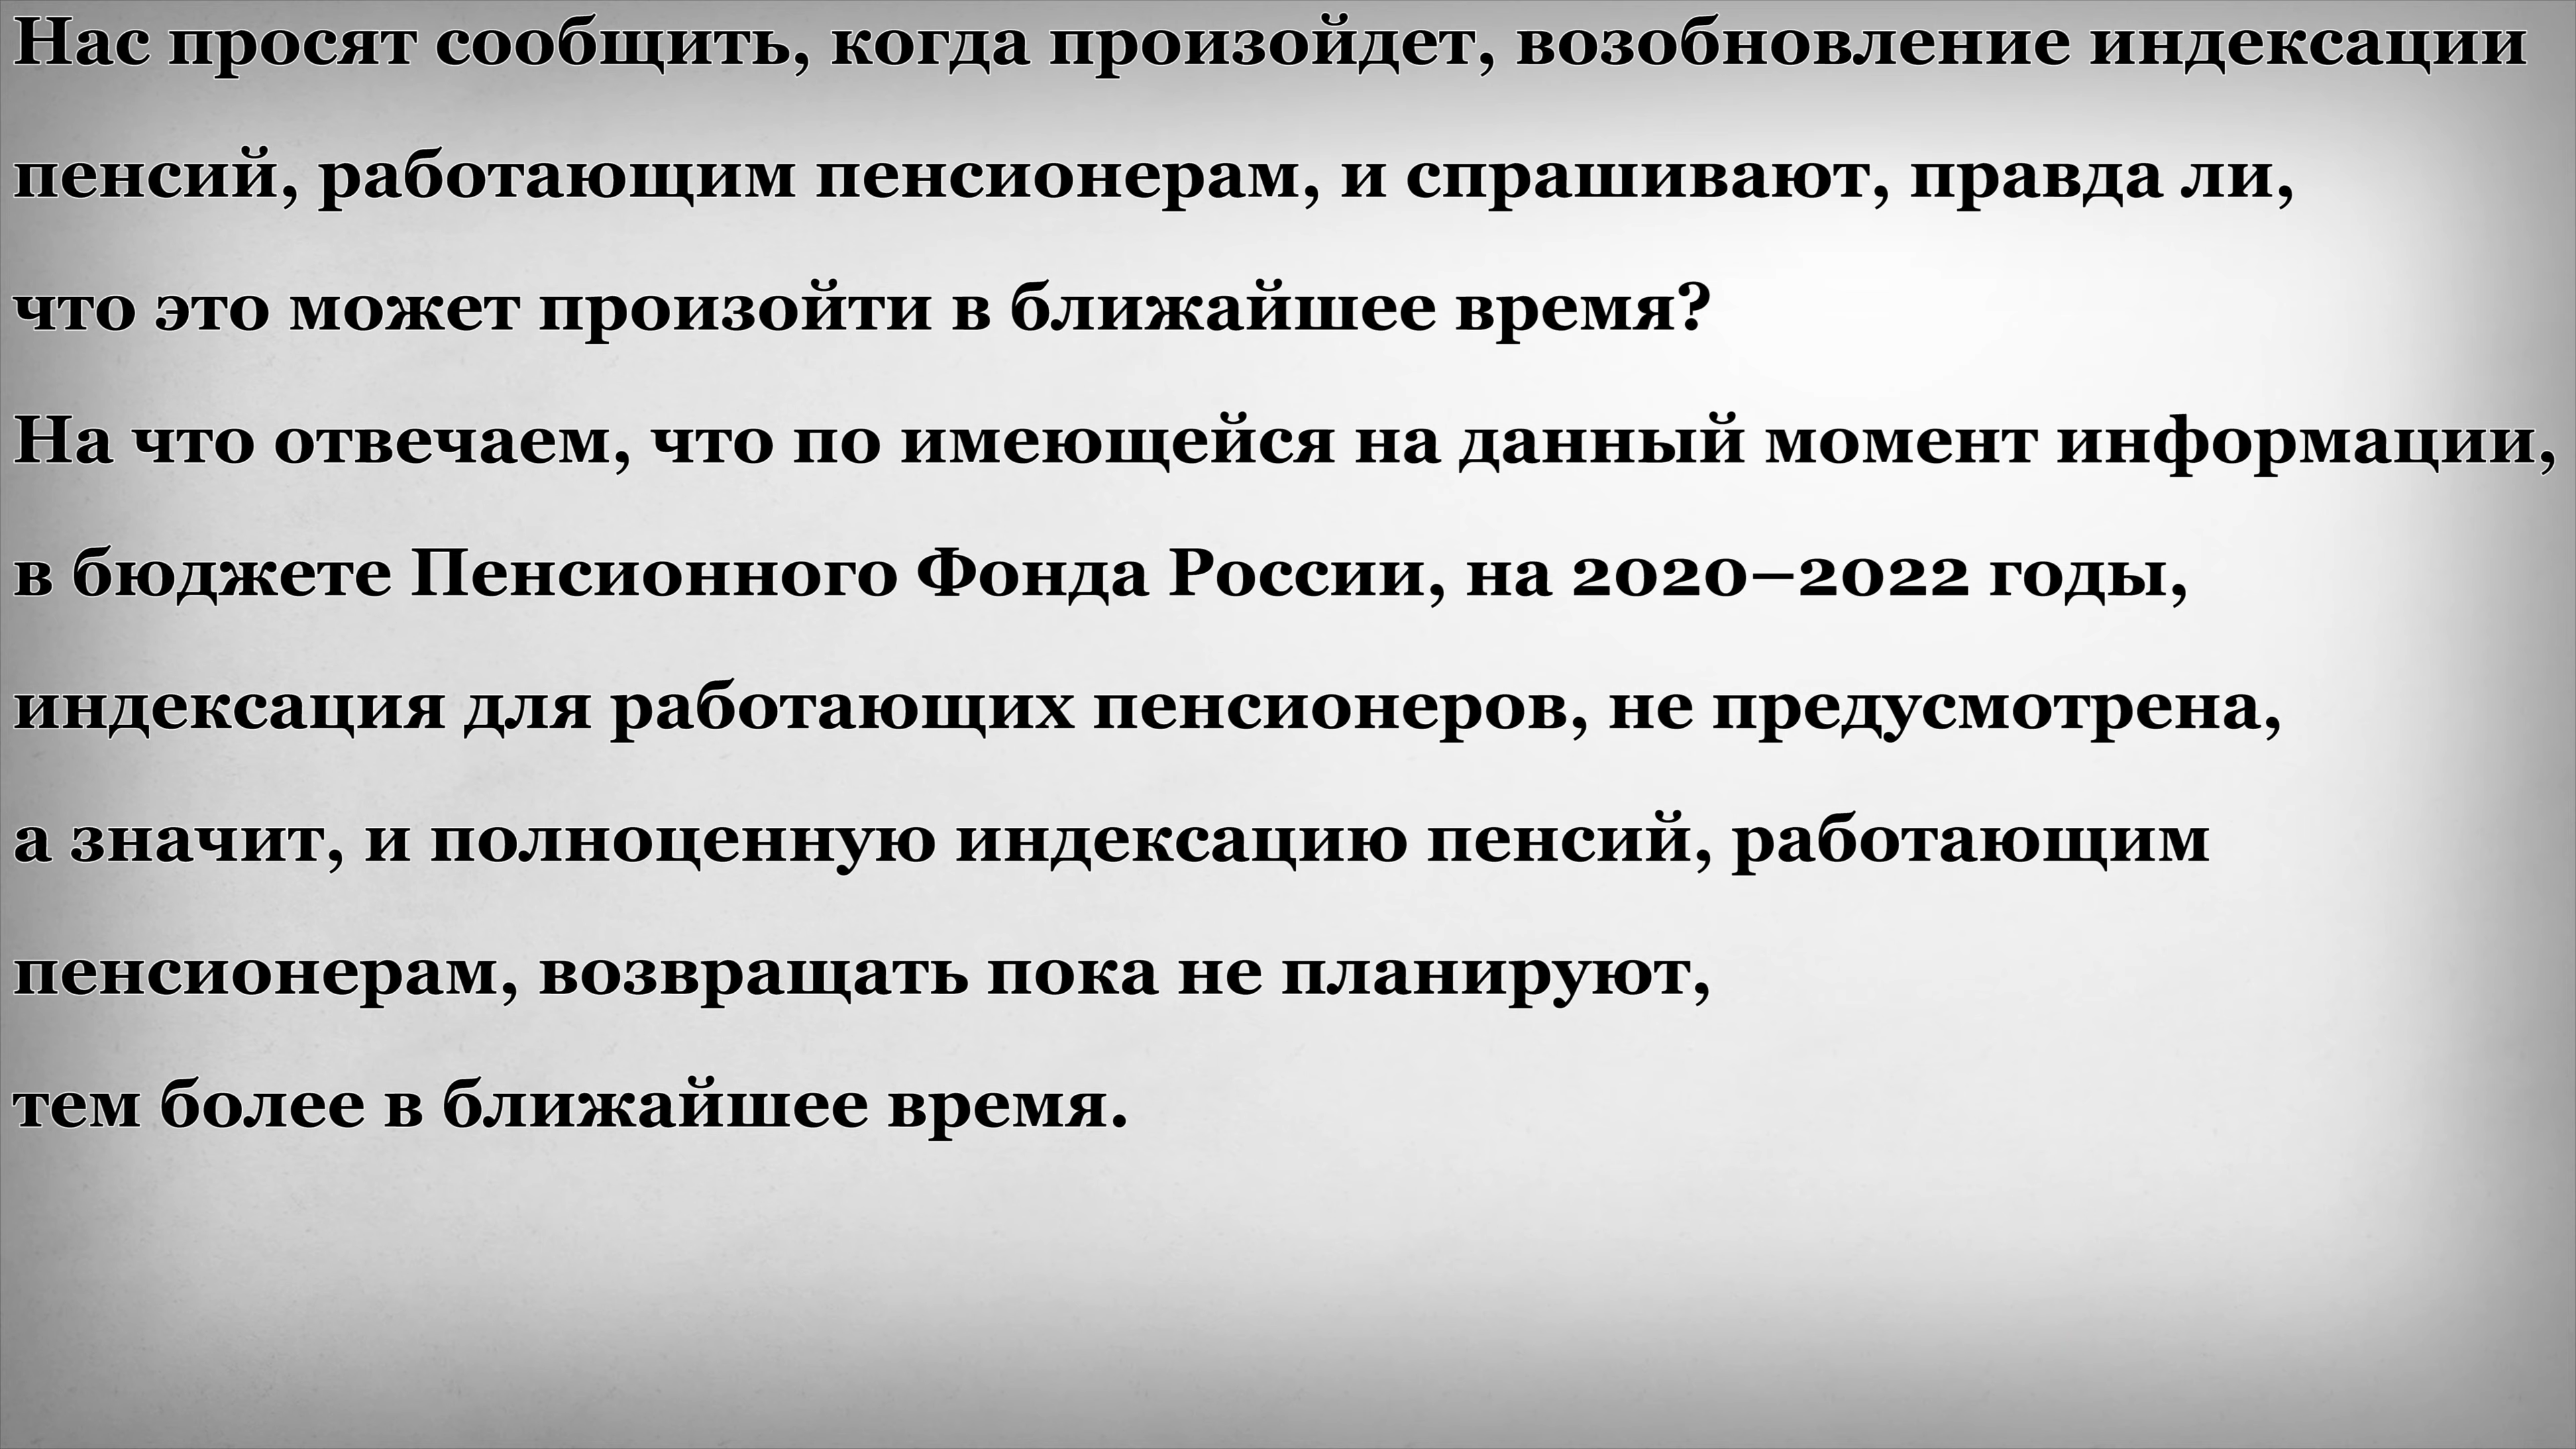 Нас просят сообщить, когда произойдет, возобновление индексации
пенсий, работающим пенсионерам, и спрашивают, правда ли,
что это может произойти в ближайшее время?
На что отвечаем, что по имеющейся на данный момент информации,
в бюджете Пенсионного Фонда России, на 2020–2022 годы,
индексация для работающих пенсионеров, не предусмотрена,
а значит, и полноценную индексацию пенсий, работающим
пенсионерам, возвращать пока не планируют,
тем более в ближайшее время.